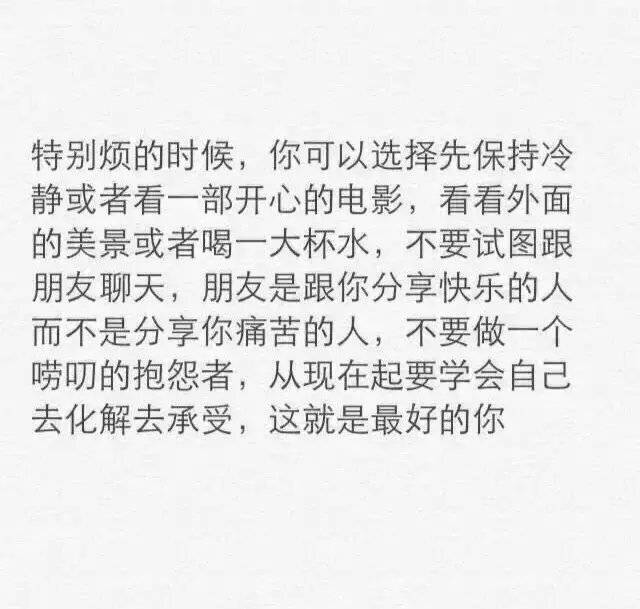 特别烦的时候，你可以选择先保持冷
静或者看一部开心的电影，看看外面
的美景或者喝一大杯水，不要试图跟
朋友聊天，朋友是跟你分享快乐的人
而不是分享你痛苦的人，不要做一个
唠叨的抱怨者，从现在起要学会自己
去化解去承受，这就是最好的你